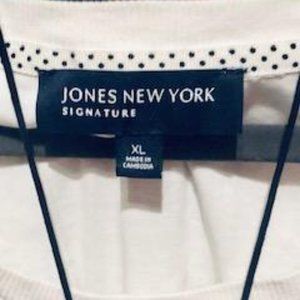 JONES NEW YORK
SIGNATURE
XL
MADE IN
CAMBODIA